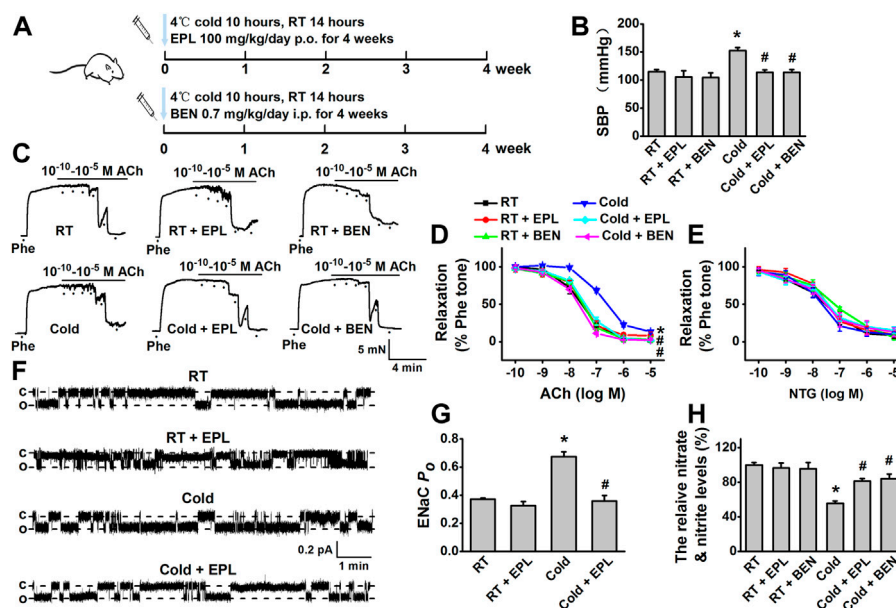 A
4℃ cold 10 hours, RT 14 hours
EPL 100 mg/kg/day p.o. for 4 weeks
0 1 2 3 4 week
4℃ cold 10 hours, RT 14 hours
BEN 0.7 mg/kg/day i.p. for 4 weeks
0 1 2 3 4 week
B
SBP (mmHg)
200
150
100
50
0
* # #
RT
RT + EPL
RT + BEN
Cold
Cold + EPL
Cold + BEN
C
10-10-10-5 M ACh
10-10-10-5 M ACh
10-10-10-5 M ACh
RT
RT + EPL
RT + BEN
Phe
Phe
Phe
10-10-10-5 M ACh
10-10-10-5 M ACh
10-10-10-5 M ACh
Cold
Cold + EPL
Cold + BEN
Phe
Phe
Phe
5 mN
4 min
RT
RT + EPL
RT + BEN
Cold
Cold + EPL
Cold + BEN
D
Relaxation
(% Phe tone)
100
50
0
*
#
#
-10 -9 -8 -7 -6 -5
ACh (log M)
E
Relaxation
(% Phe tone)
100
50
0
-10 -9 -8 -7 -6 -5
NTG (log M)
F
RT
C
O
RT + EPL
C
O
Cold
C
O
0.2 pA
1 min
Cold + EPL
C
O
G
ENaC Po
0.8
0.6
0.4
0.2
0.0
* #
RT
RT + EPL
Cold
Cold + EPL
H
The relaive nitrate
& nitrite levels (%)
120
80
40
0
* # #
RT
RT + EPL
RT + BEN
Cold
Cold + EPL
Cold + BEN